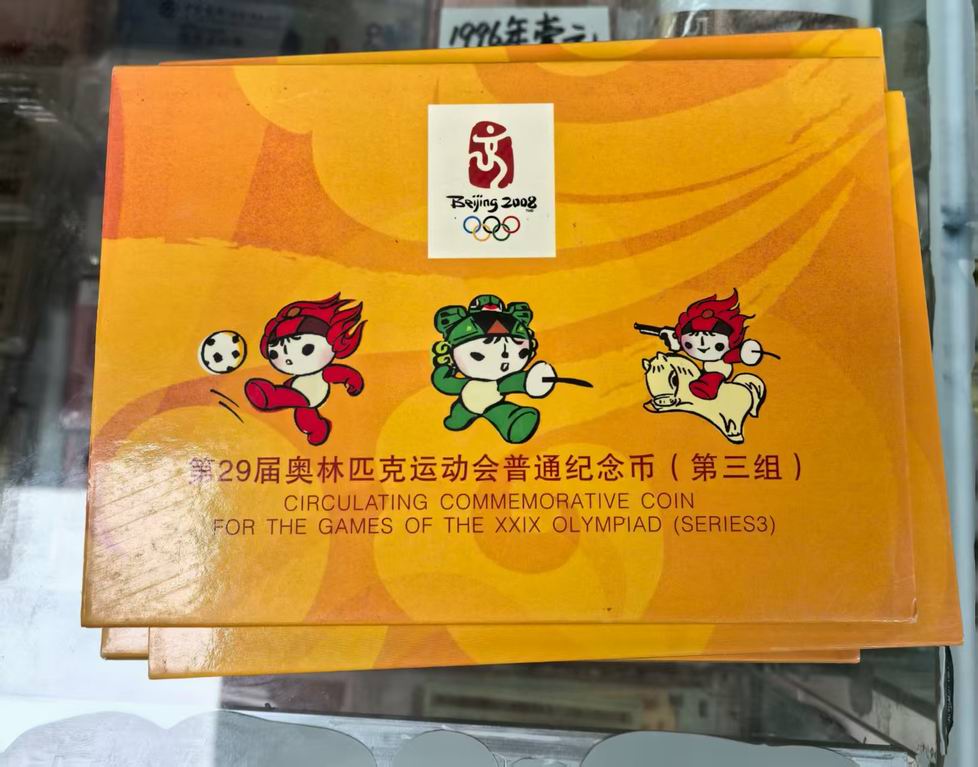 1996年壹元
Beijing 2008
TM
第29届奥林匹克运动会普通纪念币（第三组）
CIRCULATING COMMEMORATIVE COIN
FOR THE GAMES OF THE XXIX OLYMPIAD (SERIES3)